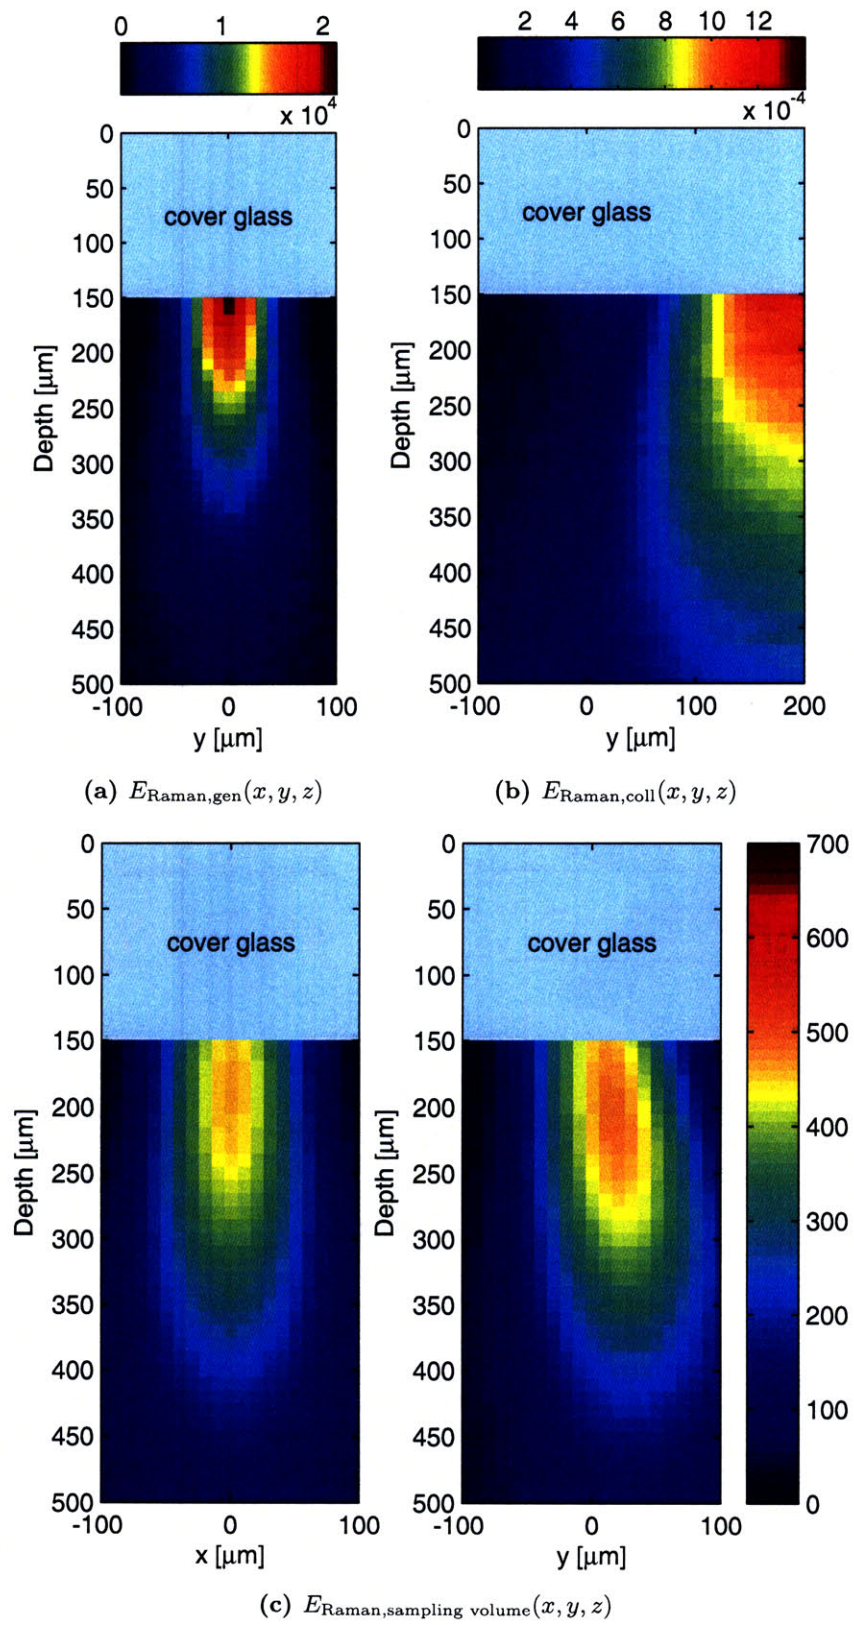 0 1 2
x 10⁴
0
50
100
150
200
250
300
350
400
450
500
Depth [µm]
cover glass
-100 0 100
y [µm]
(a) E_Raman,gen(x, y, z)
2 4 6 8 10 12
x 10⁻⁴
0
50
100
150
200
250
300
350
400
450
500
Depth [µm]
cover glass
-100 0 100 200
y [µm]
(b) E_Raman,coll(x, y, z)
0
50
100
150
200
250
300
350
400
450
500
Depth [µm]
cover glass
-100 0 100
x [µm]
0
50
100
150
200
250
300
350
400
450
500
Depth [µm]
cover glass
-100 0 100
y [µm]
700
600
500
400
300
200
100
0
(c) E_Raman,sampling volume(x, y, z)